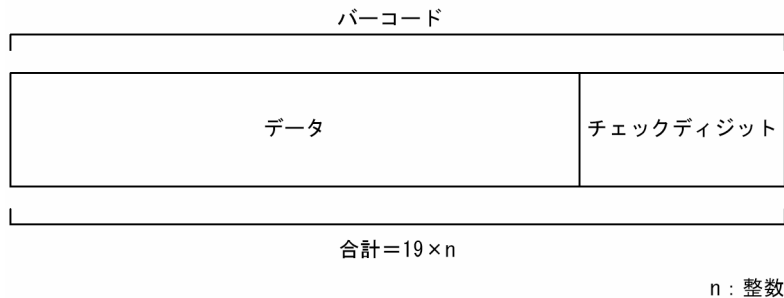 バーコード
データ
チェックディジット
合計＝19×n
n：整数